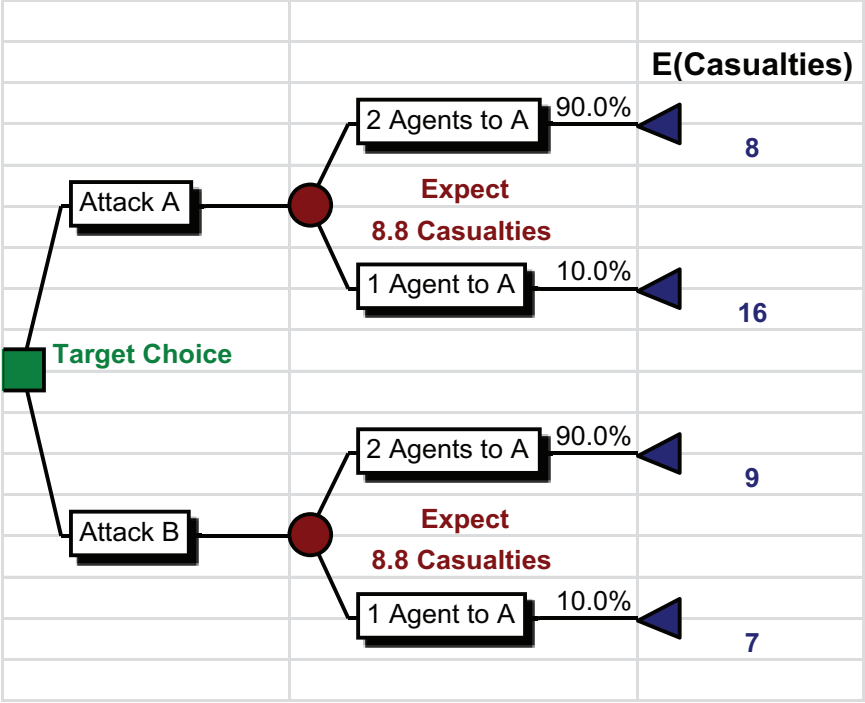 E(Casualties)
2 Agents to A
90.0%
8
Attack A
Expect
8.8 Casualties
1 Agent to A
10.0%
16
Target Choice
2 Agents to A
90.0%
9
Attack B
Expect
8.8 Casualties
1 Agent to A
10.0%
7